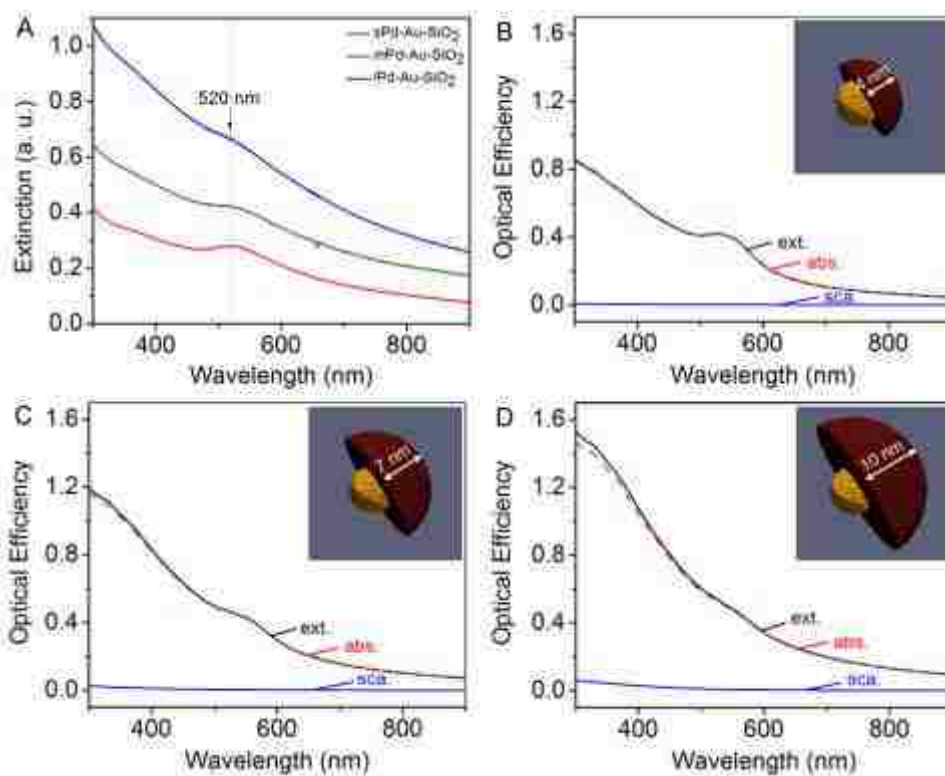 A
1.0
0.8
0.6
0.4
0.2
0.0
Extinction (a. u.)
sPd-Au-SiO2
mPd-Au-SiO2
lPd-Au-SiO2
520 nm
400 600 800
Wavelength (nm)
B
1.6
1.2
0.8
0.4
0.0
Optical Efficiency
nm
ext.
abs.
sca.
400 600 800
Wavelength (nm)
C
1.6
1.2
0.8
0.4
0.0
Optical Efficiency
7 nm
ext.
abs.
sca.
400 600 800
Wavelength (nm)
D
1.6
1.2
0.8
0.4
0.0
Optical Efficiency
10 nm
ext.
abs.
sca.
400 600 800
Wavelength (nm)